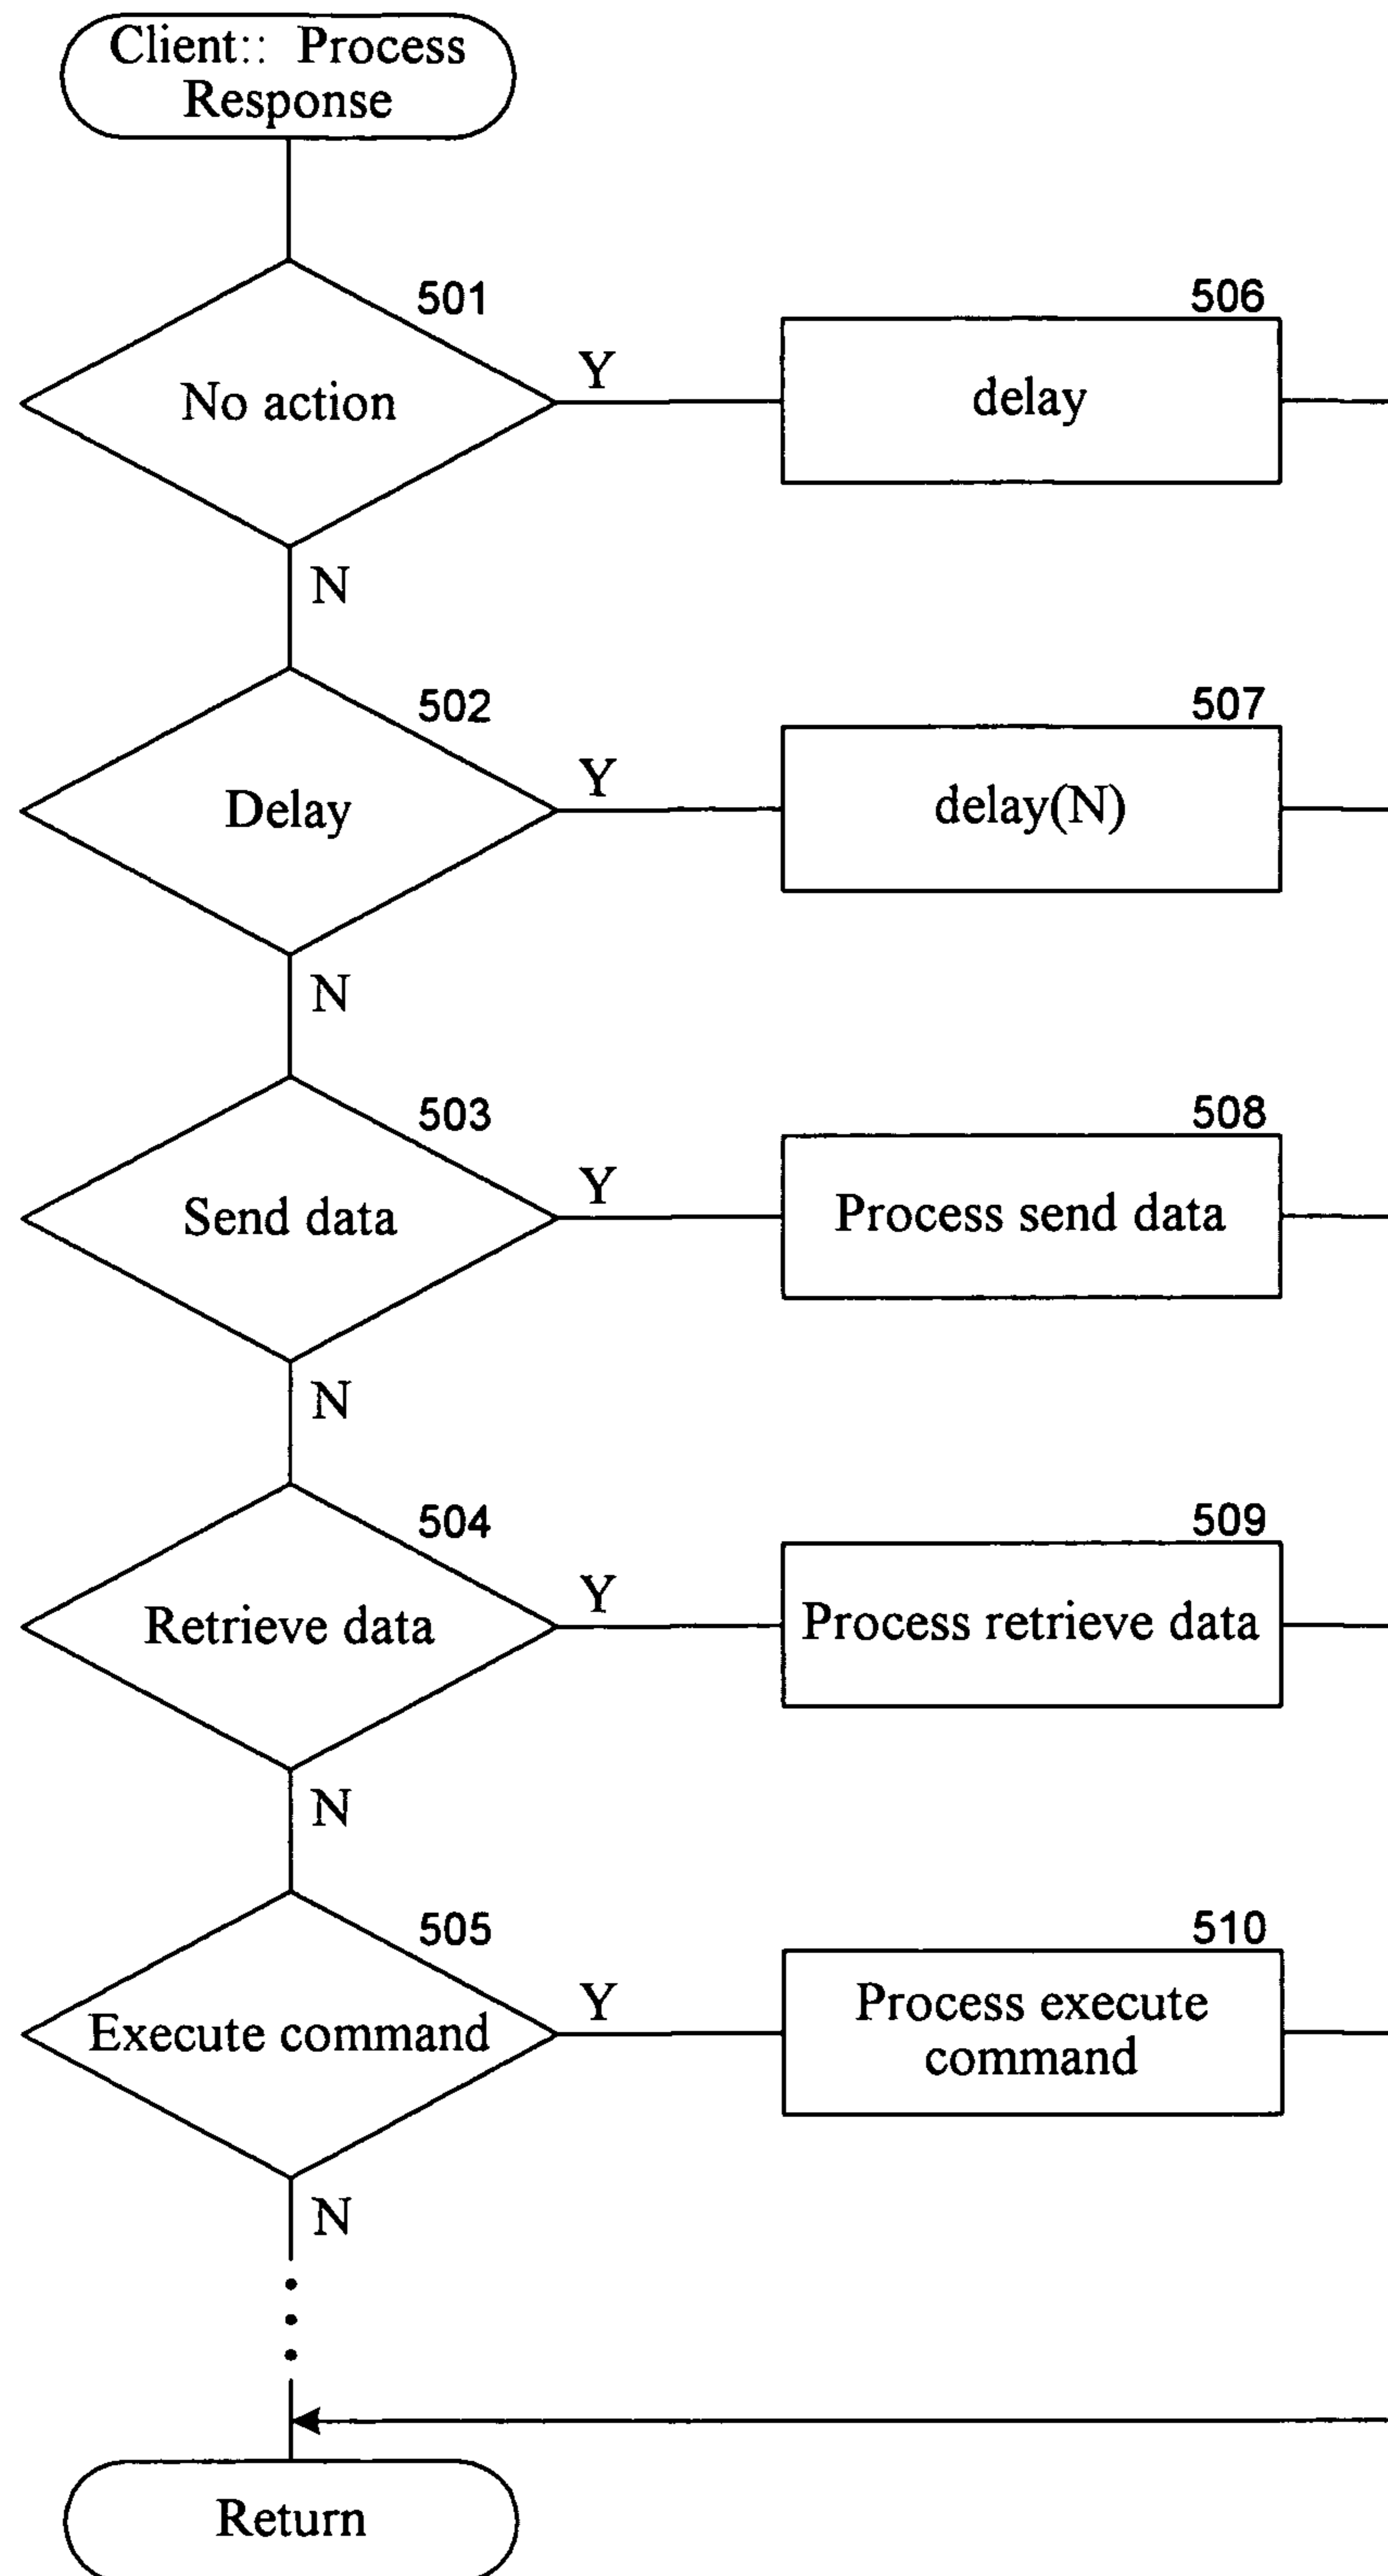 Client:: Process
Response
501
No action
Y
506
delay
N
502
Delay
Y
507
delay(N)
N
503
Send data
Y
508
Process send data
N
504
Retrieve data
Y
509
Process retrieve data
N
505
Execute command
Y
510
Process execute
command
N
Return